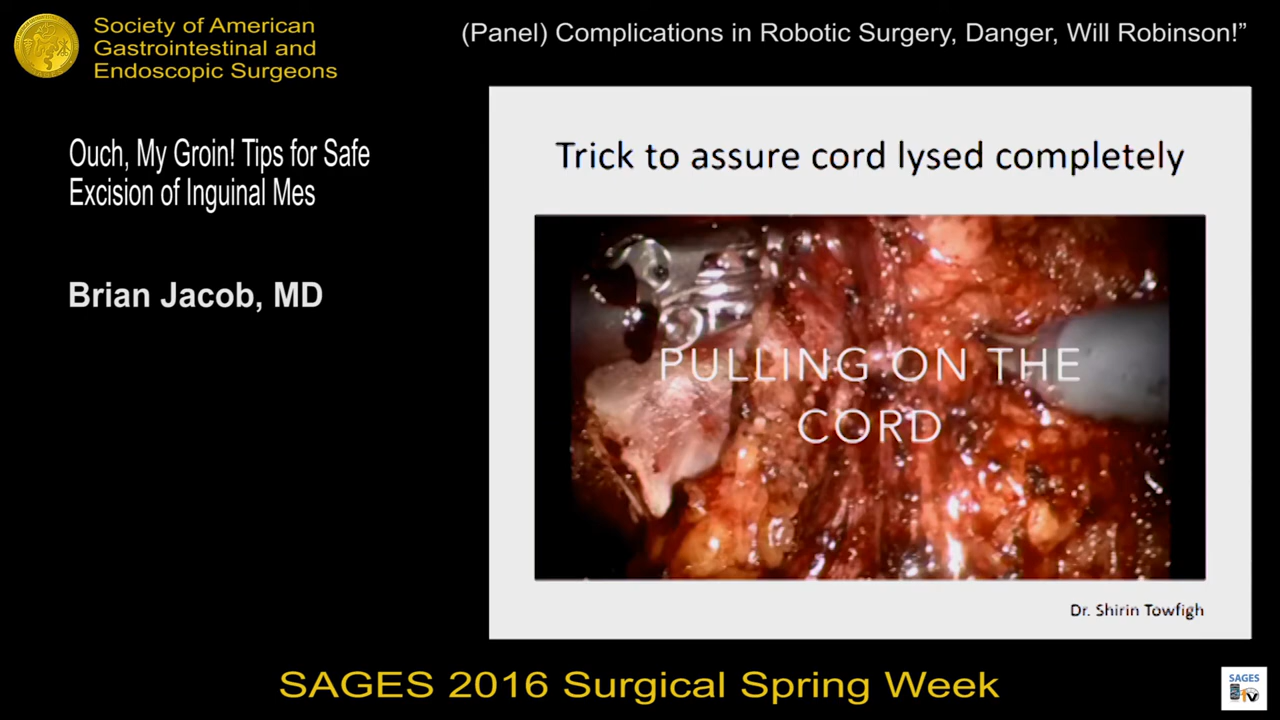 Society of American
Gastrointestinal and
Endoscopic Surgeons
(Panel) Complications in Robotic Surgery, Danger, Will Robinson!”
Ouch, My Groin! Tips for Safe
Excision of Inguinal Mes
Brian Jacob, MD
Trick to assure cord lysed completely
PULLING ON THE
CORD
Dr. Shirin Towfigh
SAGES 2016 Surgical Spring Week
SAGES
TV